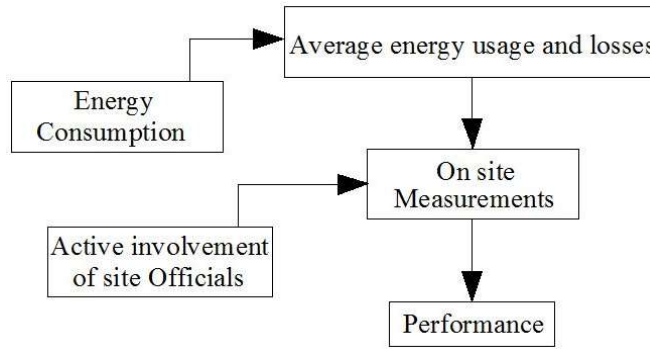 Average energy usage and losses
Energy
Consumption
On site
Measurements
Active involvement
of site Officials
Performance